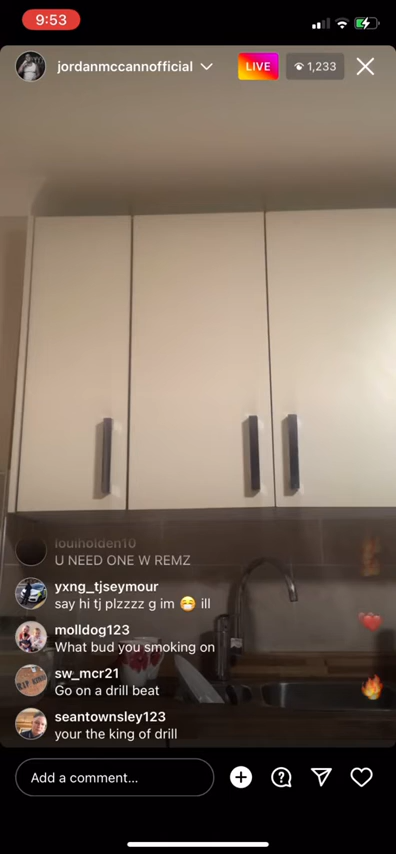 9:53
jordanmccannofficial
LIVE
1,233
louiholden10
U NEED ONE W REMZ
yxng_tjseymour
say hi tj plzzzz g im 😷 ill
molldog123
What bud you smoking on
sw_mcr21
Go on a drill beat
seantownsley123
your the king of drill
Add a comment...